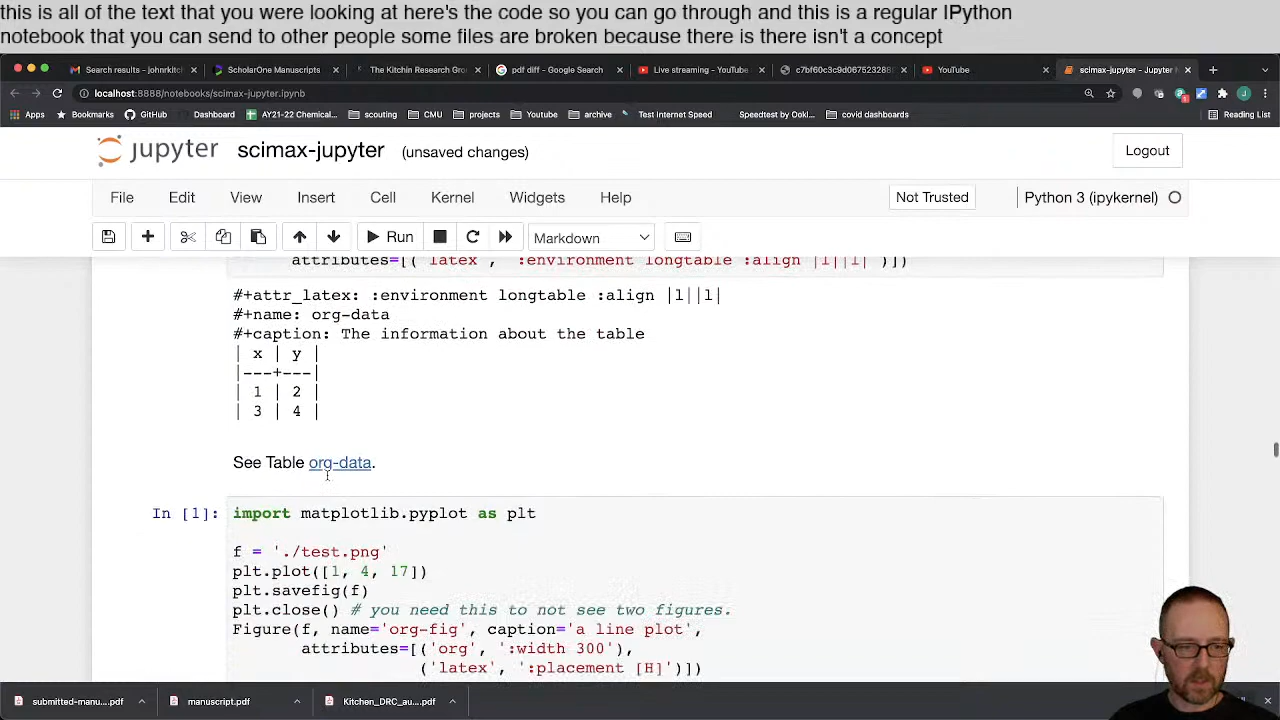 this is all of the text that you were looking at here's the code so you can go through and this is a regular IPython
notebook that you can send to other people some files are broken because there is there isn't a concept
Search results - johnrkitc
ScholarOne Manuscripts
The Kitchin Research Gro
pdf diff - Google Search
Live streaming - YouTube
c7bf60c3c9d0675232881
YouTube
scimax-jupyter - Jupyter N
localhost:8888/notebooks/scimax-jupyter.ipynb
Apps
Bookmarks
GitHub
Dashboard
AY21-22 Chemical...
scouting
CMU
projects
Youtube
archive
Test Internet Speed
Speedtest by Ookl...
covid dashboards
Reading List
jupyter scimax-jupyter (unsaved changes)
Logout
File Edit View Insert Cell Kernel Widgets Help
Not Trusted
Python 3 (ipykernel)
Run
Markdown
attributes=[('latex', ':environment longtable :align |l||l|')])
#+attr_latex: :environment longtable :align |l||l|
#+name: org-data
#+caption: The information about the table
| x | y |
|---+---|
| 1 | 2 |
| 3 | 4 |
See Table org-data.
In [1]: import matplotlib.pyplot as plt
f = './test.png'
plt.plot([1, 4, 17])
plt.savefig(f)
plt.close() # you need this to not see two figures.
Figure(f, name='org-fig', caption='a line plot',
attributes=[('org', ':width 300'),
('latex', ':placement [H]')])
submitted-manu....pdf
manuscript.pdf
Kitchen_DRC_au....pdf